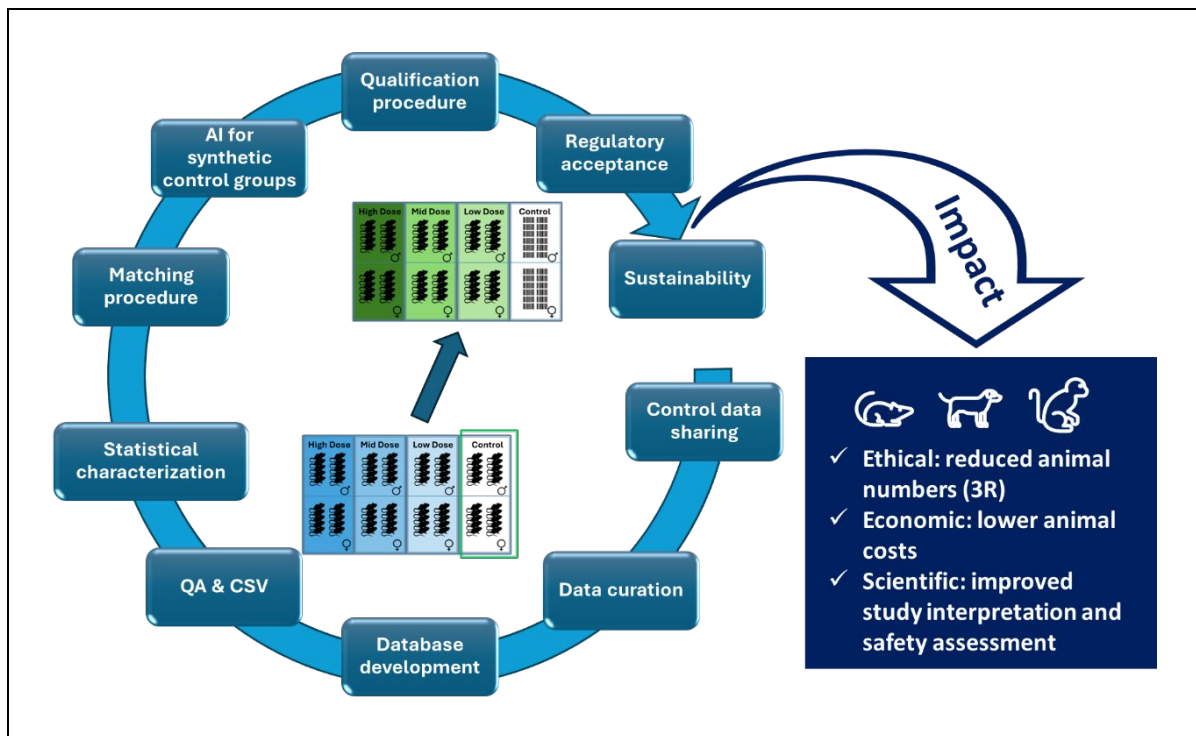 Qualification
procedure
AI for
synthetic
control groups
Regulatory
acceptance
High Dose
Mid Dose
Low Dose
Control
♂
♂
♂
♂
♀
♀
♀
♀
Impact
Matching
procedure
Sustainability
Control data
sharing
Statistical
characterization
High Dose
Mid Dose
Low Dose
Control
♂
♂
♂
♂
♀
♀
♀
♀
QA & CSV
Data curation
Database
development
✓ Ethical: reduced animal
numbers (3R)
✓ Economic: lower animal
costs
✓ Scientific: improved
study interpretation and
safety assessment